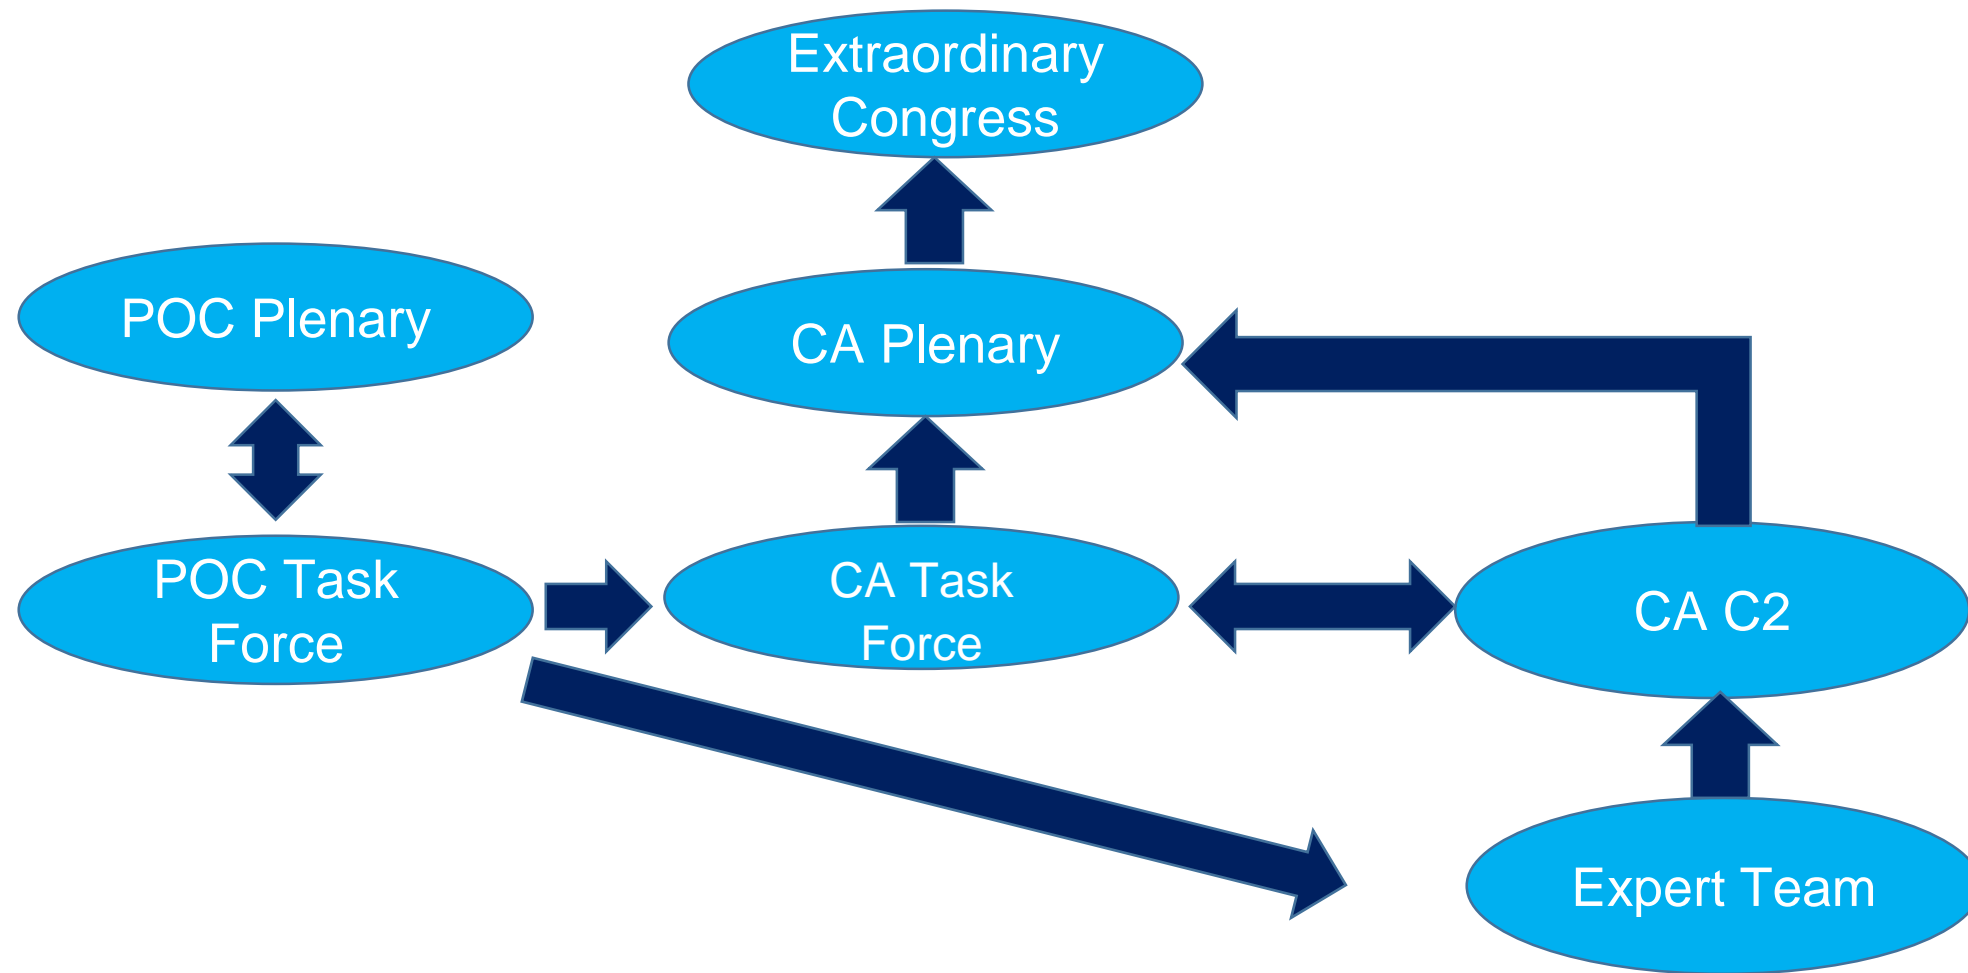 Extraordinary
Congress
POC Plenary
CA Plenary
POC Task
Force
CA Task
Force
CA C2
Expert Team